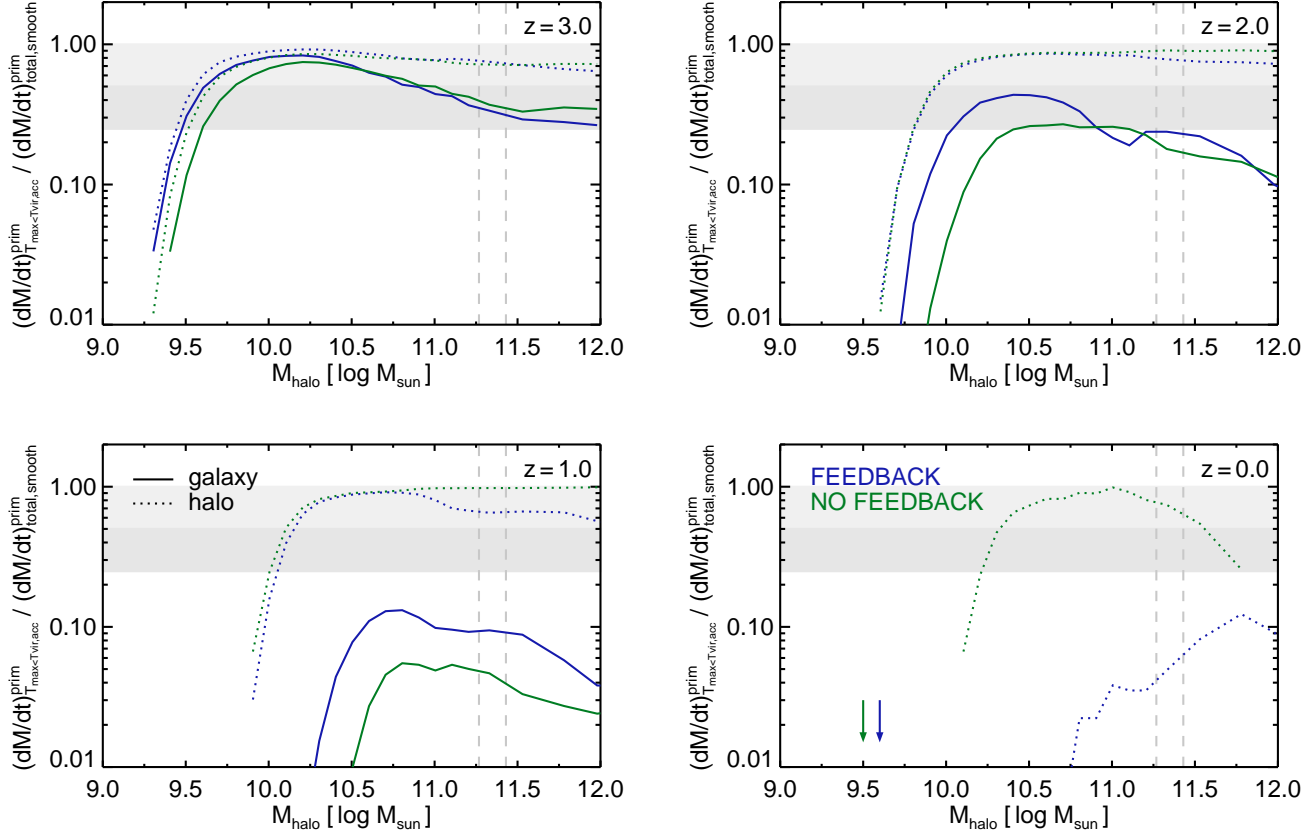 z = 3.0
(dM/dt)^prim_Tmax<Tvir,acc / (dM/dt)^prim_total,smooth
1.00
0.10
0.01
9.0 9.5 10.0 10.5 11.0 11.5 12.0
M_halo [ log M_sun ]
z = 2.0
(dM/dt)^prim_Tmax<Tvir,acc / (dM/dt)^prim_total,smooth
1.00
0.10
0.01
9.0 9.5 10.0 10.5 11.0 11.5 12.0
M_halo [ log M_sun ]
z = 1.0
galaxy
halo
(dM/dt)^prim_Tmax<Tvir,acc / (dM/dt)^prim_total,smooth
1.00
0.10
0.01
9.0 9.5 10.0 10.5 11.0 11.5 12.0
M_halo [ log M_sun ]
z = 0.0
FEEDBACK
NO FEEDBACK
(dM/dt)^prim_Tmax<Tvir,acc / (dM/dt)^prim_total,smooth
1.00
0.10
0.01
9.0 9.5 10.0 10.5 11.0 11.5 12.0
M_halo [ log M_sun ]